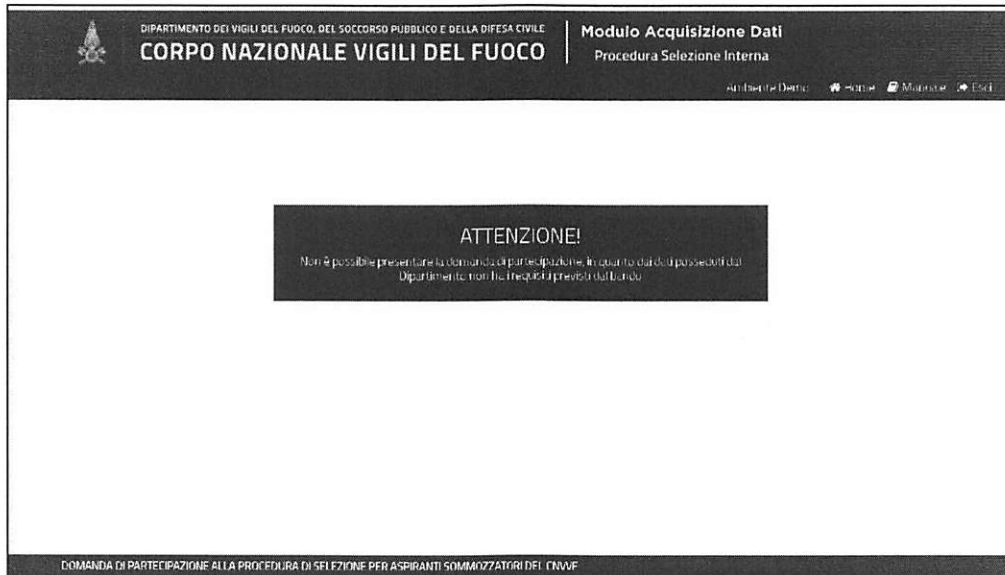 DIPARTIMENTO DEI VIGILI DEL FUOCO, DEL SOCCORSO PUBBLICO E DELLA DIFESA CIVILE
CORPO NAZIONALE VIGILI DEL FUOCO
Modulo Acquisizione Dati
Procedura Selezione Interna
Ambiente Demo Home Manuale Esci
ATTENZIONE!
Non è possibile presentare la domanda di partecipazione, in quanto dai dati posseduti dal
Dipartimento non ha i requisiti previsti dal bando
DOMANDA DI PARTECIPAZIONE ALLA PROCEDURA DI SELEZIONE PER ASPIRANTI SOMMOZZATORI DEL CNVVF